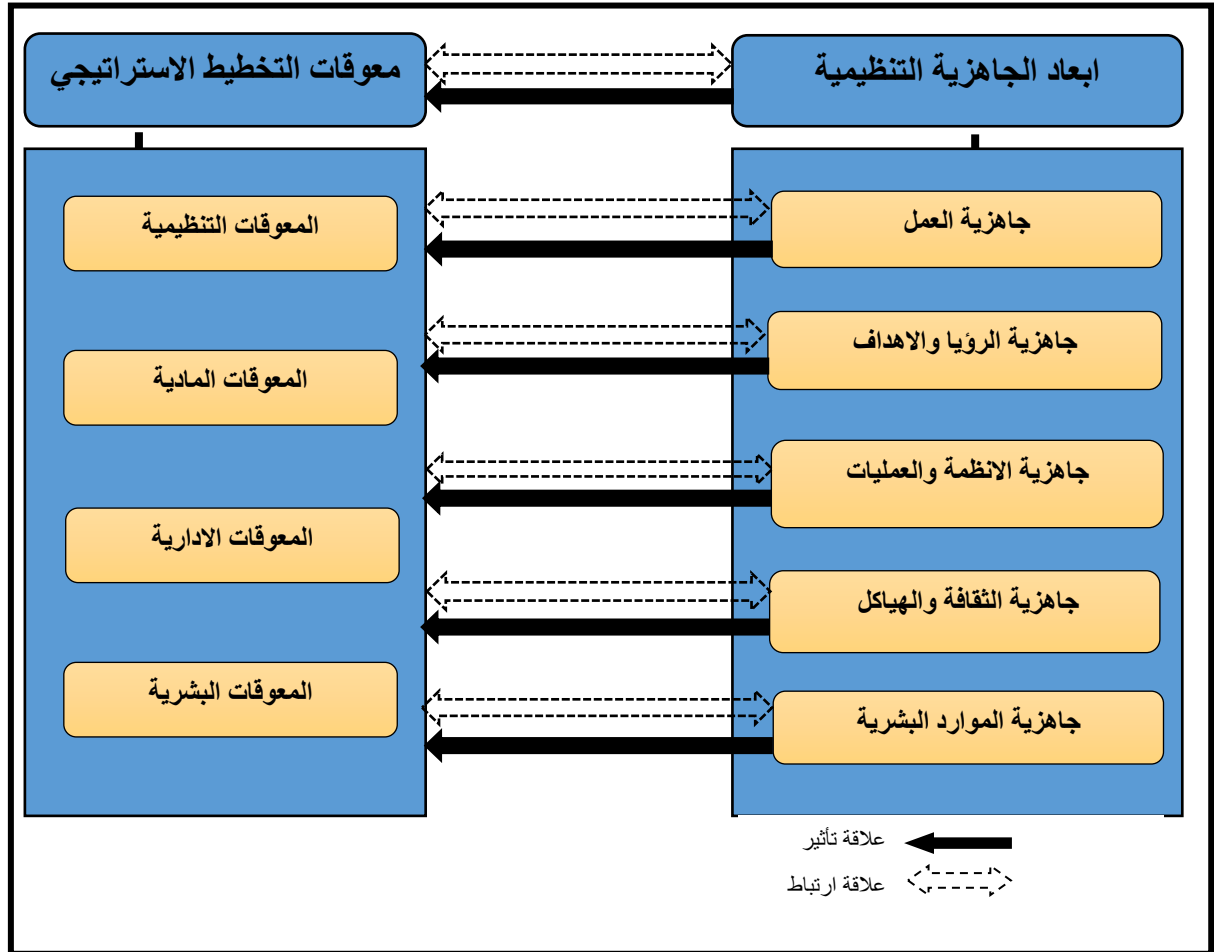 ابعاد الجاهزية التنظيمية
معوقات التخطيط الاستراتيجي
جاهزية العمل
جاهزية الرؤيا والاهداف
جاهزية الانظمة والعمليات
جاهزية الثقافة والهياكل
جاهزية الموارد البشرية
المعوقات التنظيمية
المعوقات المادية
المعوقات الادارية
المعوقات البشرية
علاقة تأثير
علاقة ارتباط